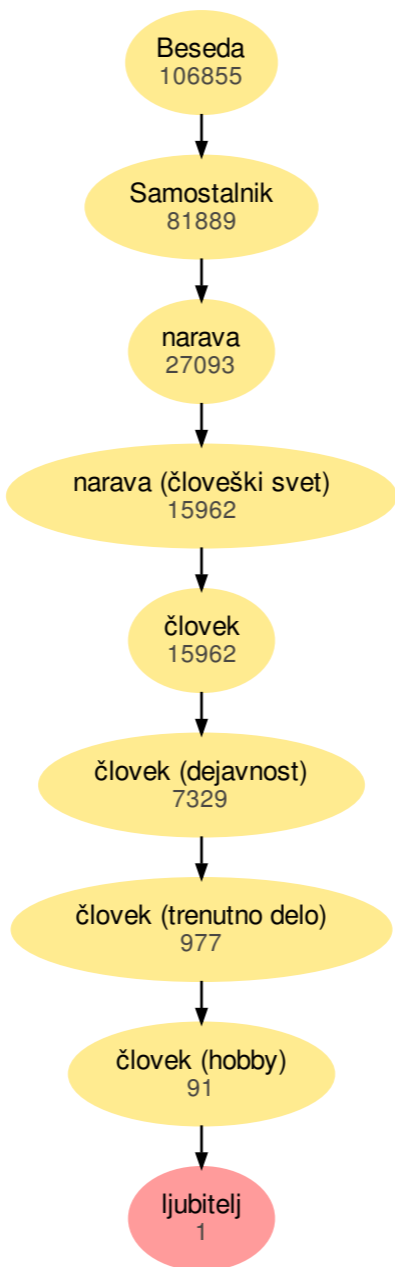 Beseda
106855
Samostalnik
81889
narava
27093
narava (človeški svet)
15962
človek
15962
človek (dejavnost)
7329
človek (trenutno delo)
977
človek (hobby)
91
ljubitelj
1